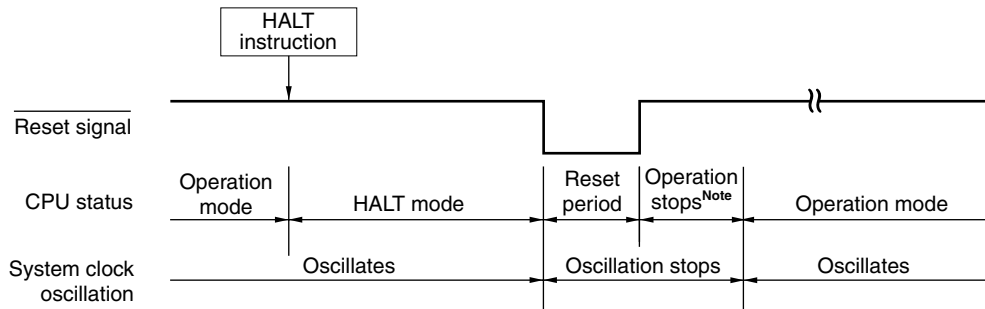 HALT
instruction
Reset signal
CPU status
Operation
mode
HALT mode
Reset
period
Operation
stopsNote
Operation mode
System clock
oscillation
Oscillates
Oscillation stops
Oscillates